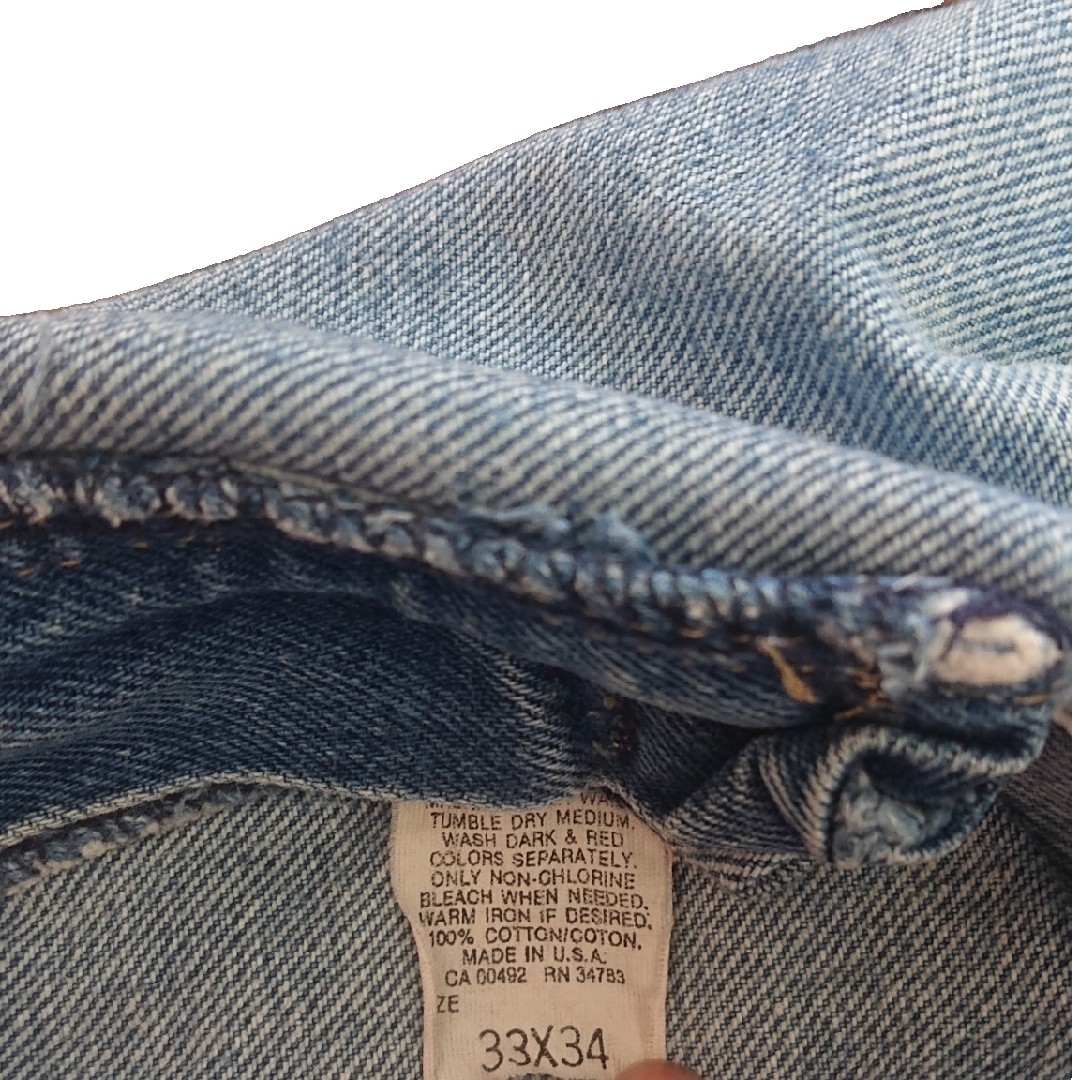 TUMBLE DRY MEDIUM.
WASH DARK & RED
COLORS SEPARATELY.
ONLY NON-CHLORINE
BLEACH WHEN NEEDED.
WARM IRON IF DESIRED.
100% COTTON/COTON.
MADE IN U.S.A.
CA 00492 RN 34783
ZE
33X34